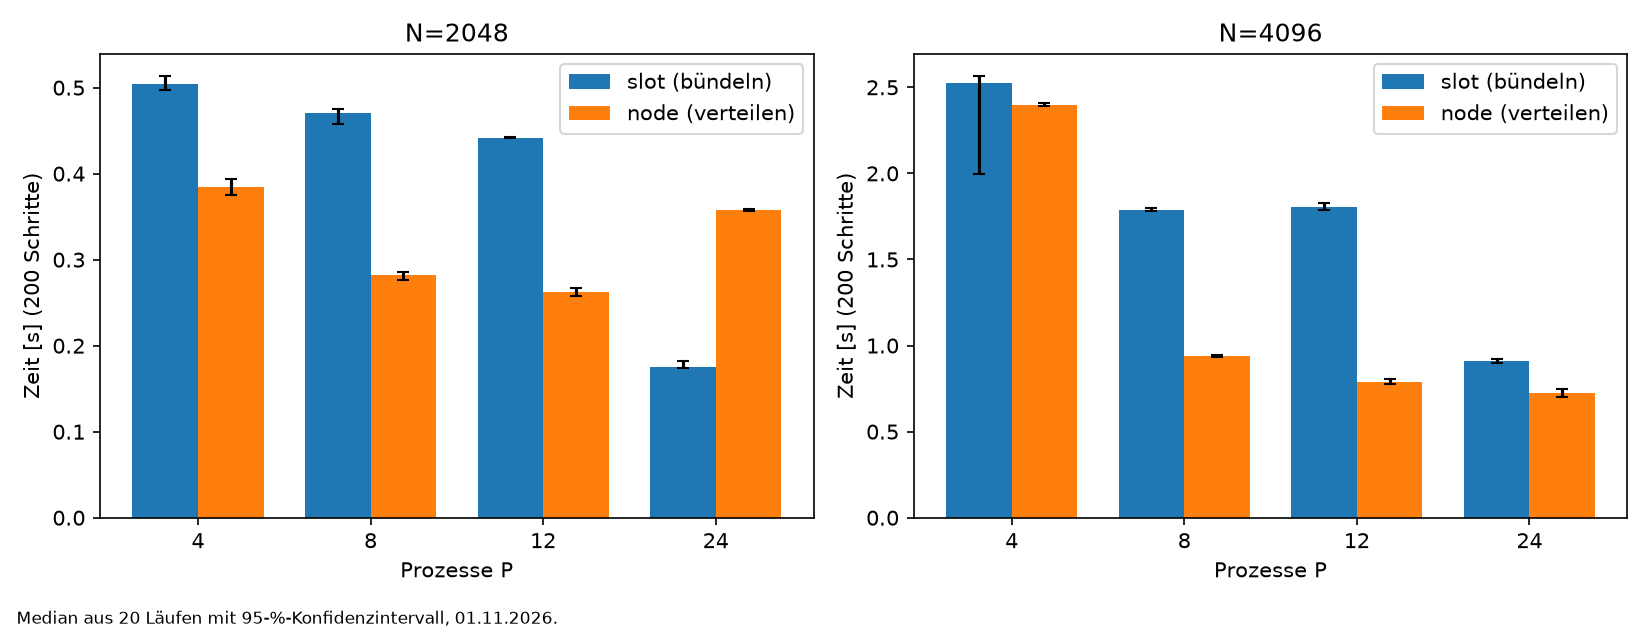 N=2048
Zeit [s] (200 Schritte)
0.5
0.4
0.3
0.2
0.1
0.0
slot (bündeln)
node (verteilen)
4 8 12 24
Prozesse P
N=4096
Zeit [s] (200 Schritte)
2.5
2.0
1.5
1.0
0.5
0.0
slot (bündeln)
node (verteilen)
4 8 12 24
Prozesse P
Median aus 20 Läufen mit 95-%-Konfidenzintervall, 01.11.2026.